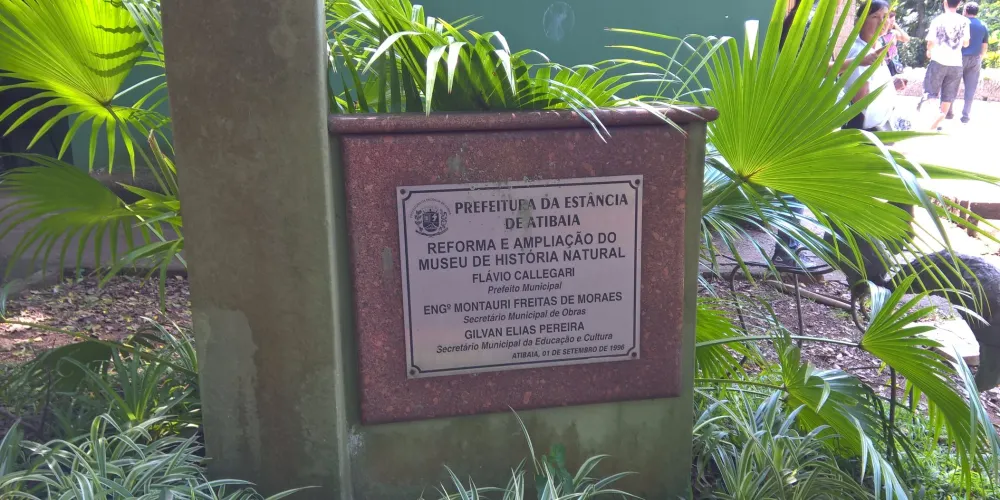 PREFEITURA DA ESTÂNCIA
DE ATIBAIA
REFORMA E AMPLIAÇÃO DO
MUSEU DE HISTÓRIA NATURAL
FLÁVIO CALLEGARI
Prefeito Municipal
ENGº MONTAURI FREITAS DE MORAES
Secretário Municipal de Obras
GILVAN ELIAS PEREIRA
Secretário Municipal da Educação e Cultura
ATIBAIA, 01 DE SETEMBRO DE 1996